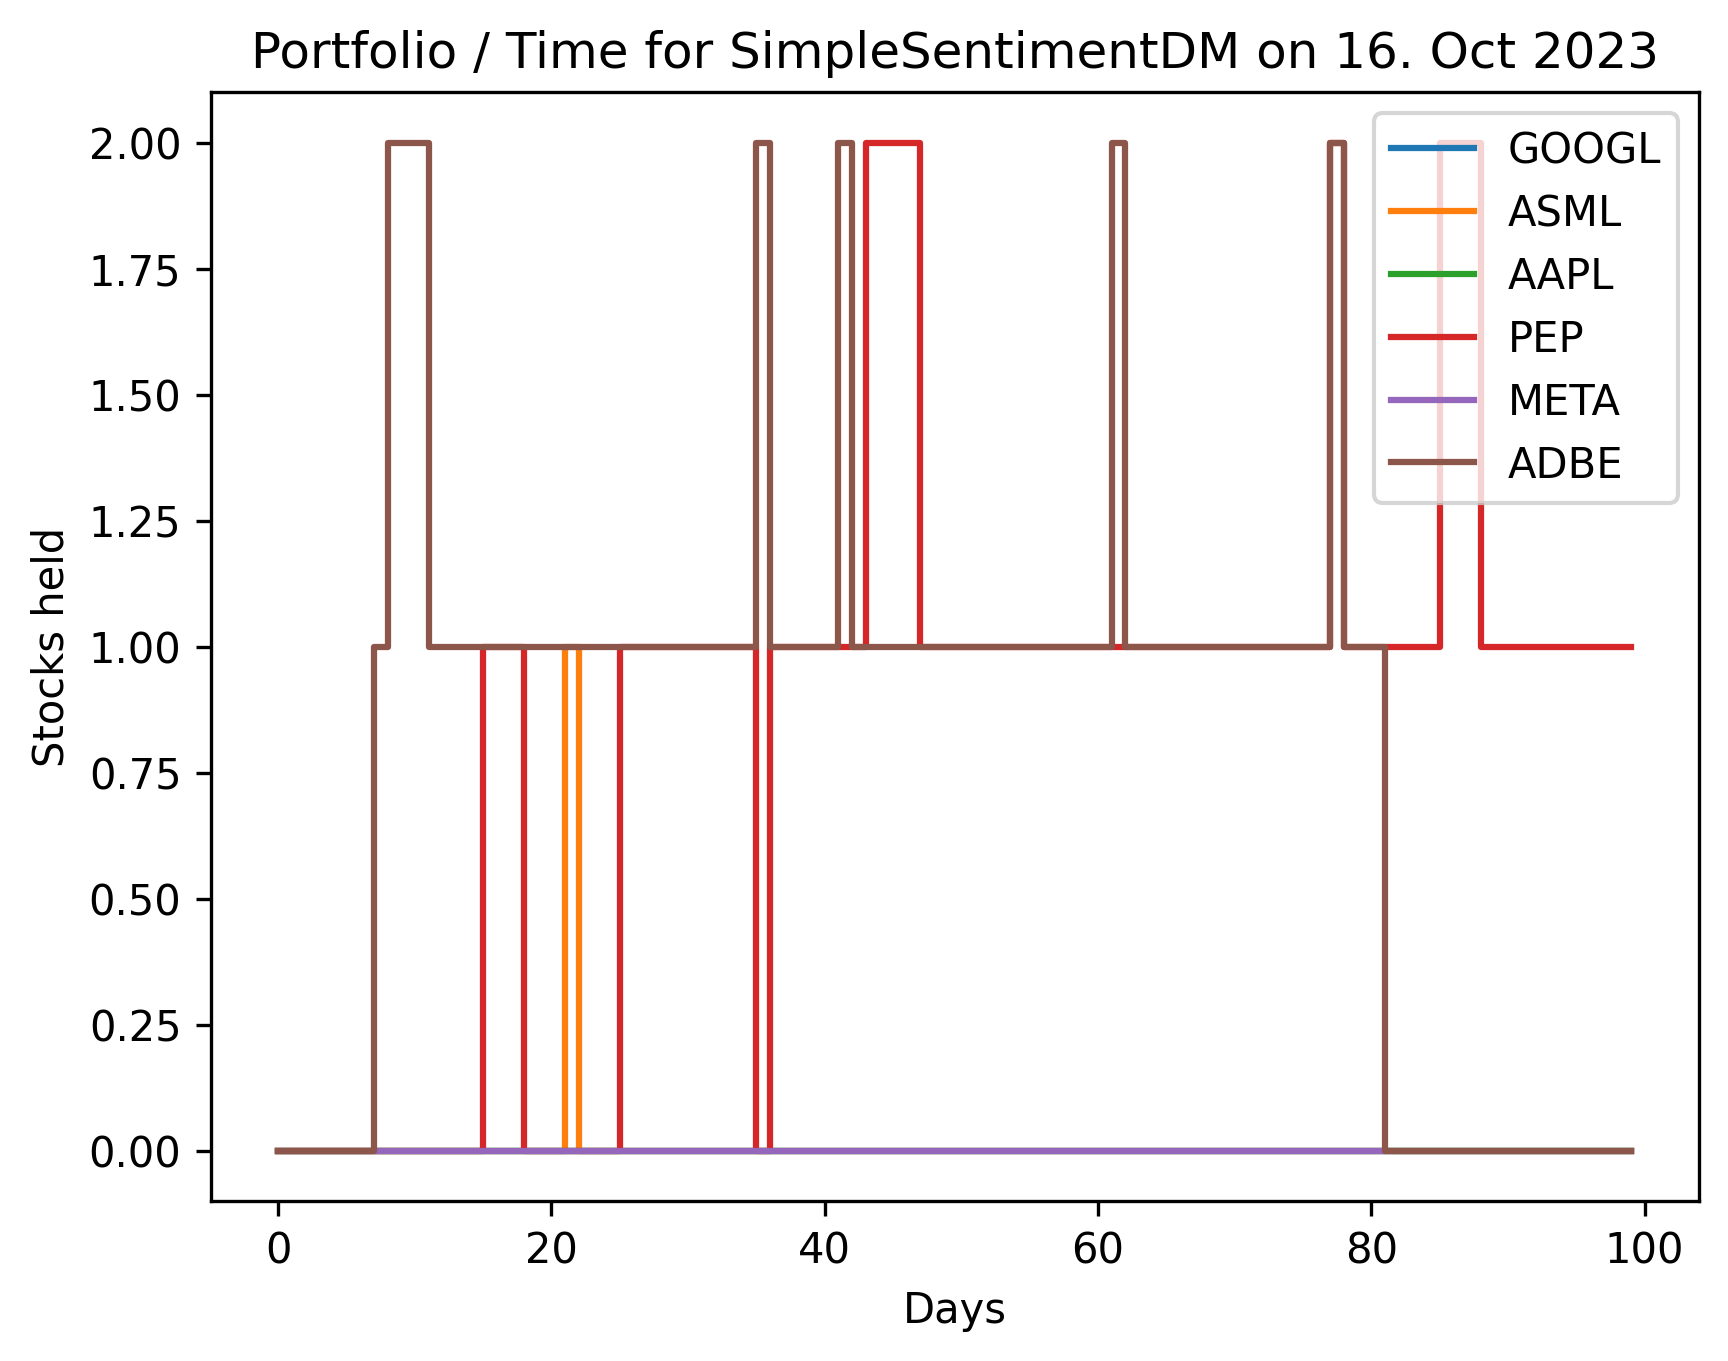 Portfolio / Time for SimpleSentimentDM on 16. Oct 2023
2.00
1.75
1.50
1.25
1.00
0.75
0.50
0.25
0.00
Stocks held
GOOGL
ASML
AAPL
PEP
META
ADBE
0 20 40 60 80 100
Days